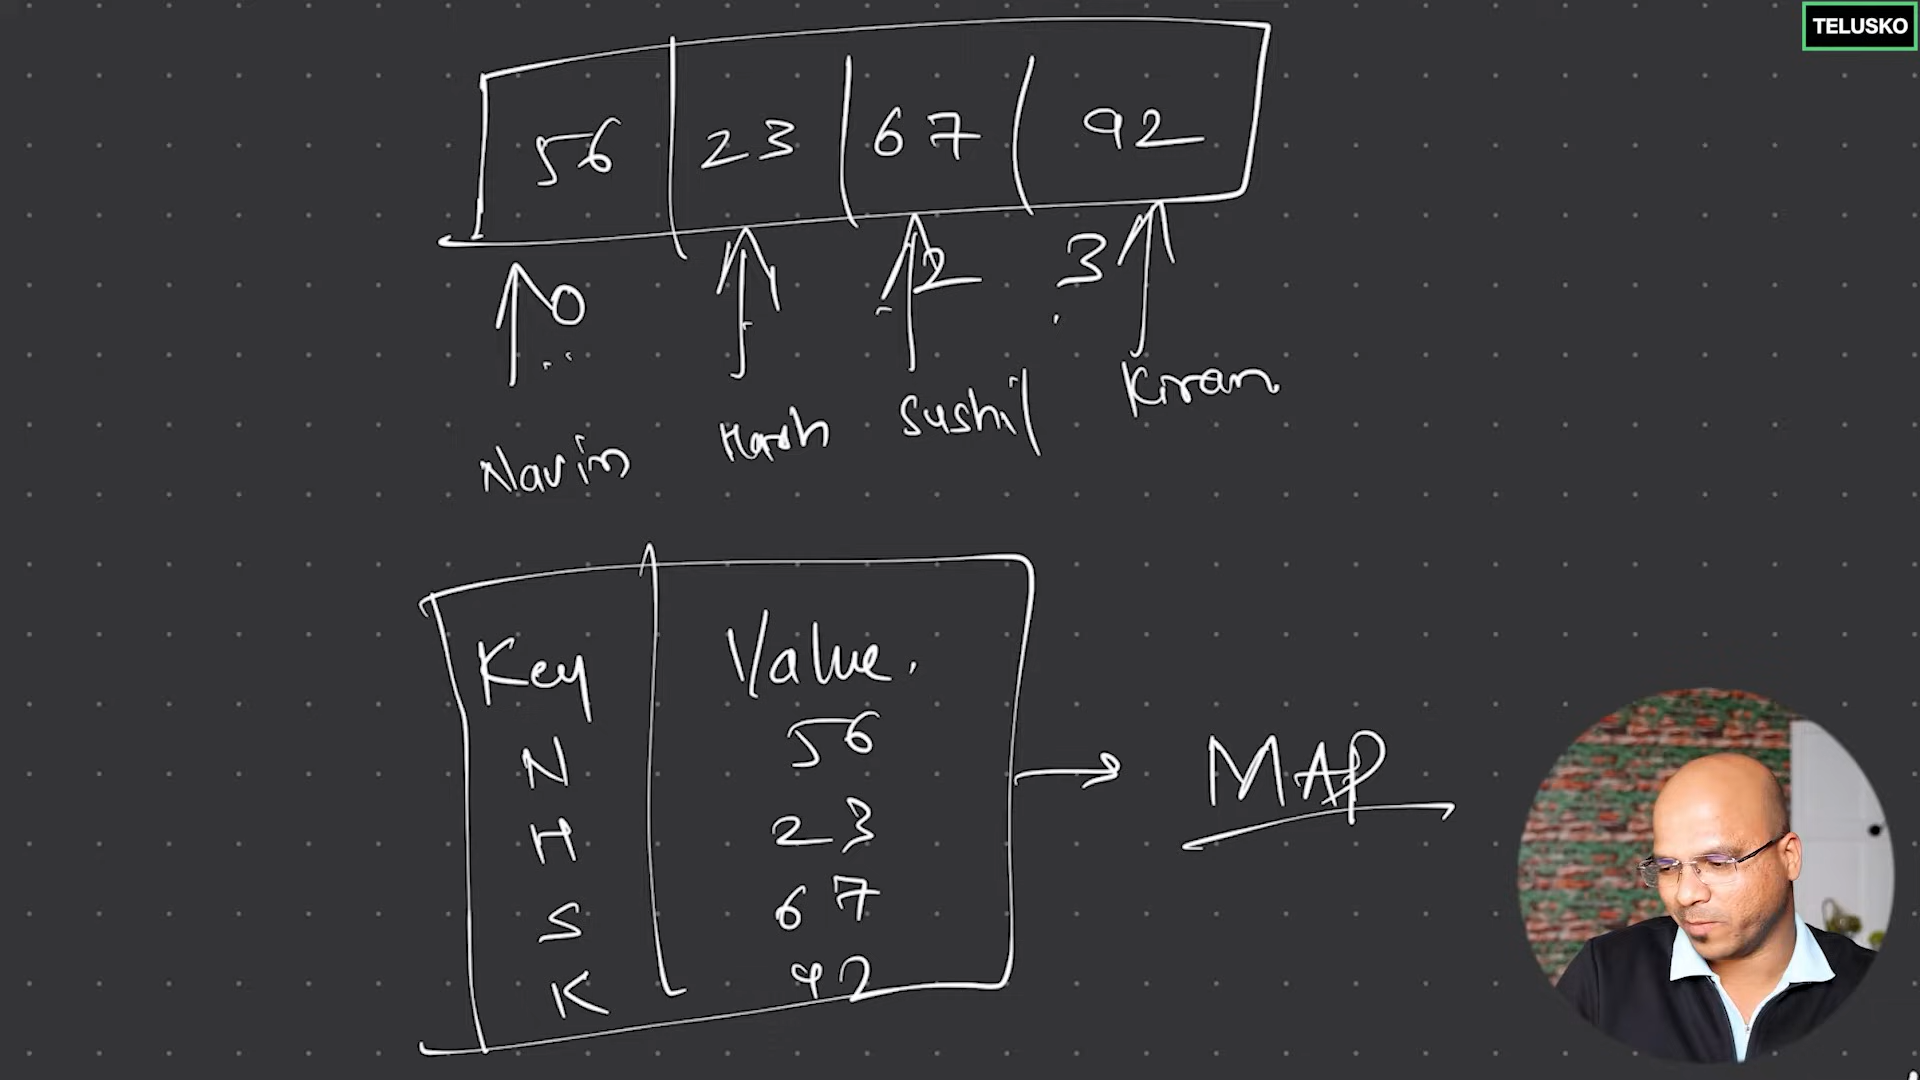 TELUSKO
56 23 67 92
0 2 3
Navin Harsh Sushil Kiran
Key Value.
N 56
H 23
S 67
K 92
MAP